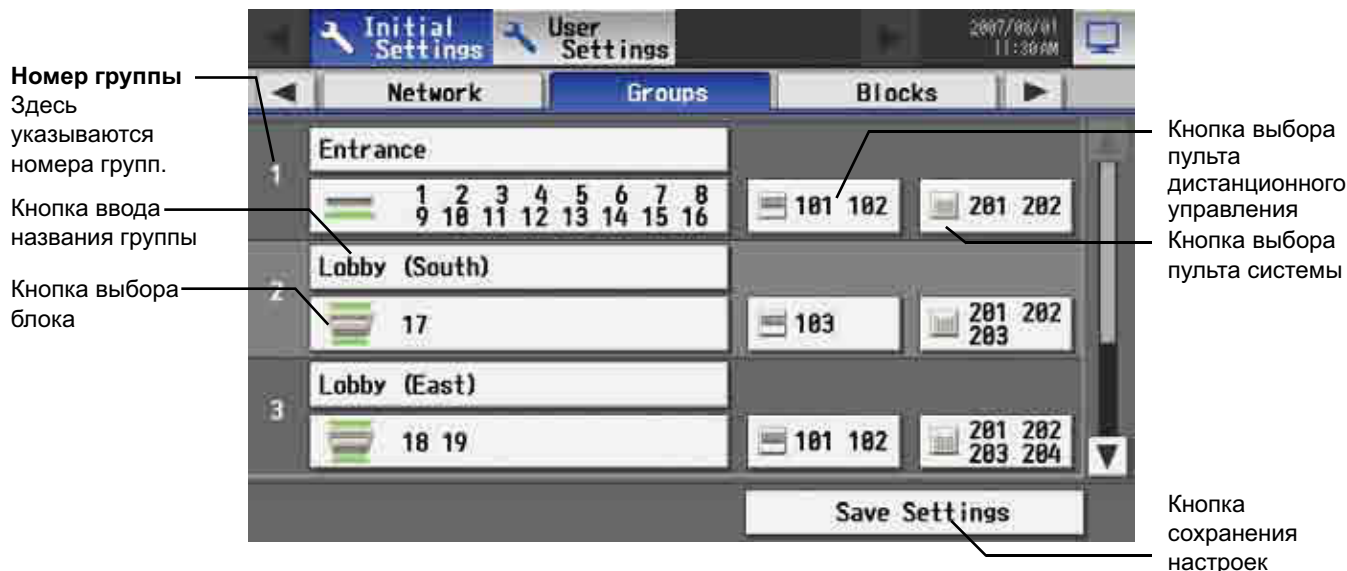 Initial
Settings
User
Settings
2007/06/01
11:30 AM
Номер группы
Здесь
указываются
номера групп.
Кнопка ввода
названия группы
Кнопка выбора
блока
Network
Groups
Blocks
1
Entrance
1 2 3 4 5 6 7 8
9 10 11 12 13 14 15 16
101 102
201 202
2
Lobby (South)
17
103
201 202
203
3
Lobby (East)
18 19
101 102
201 202
203 204
Save Settings
Кнопка выбора
пульта
дистанционного
управления
Кнопка выбора
пульта системы
Кнопка
сохранения
настроек